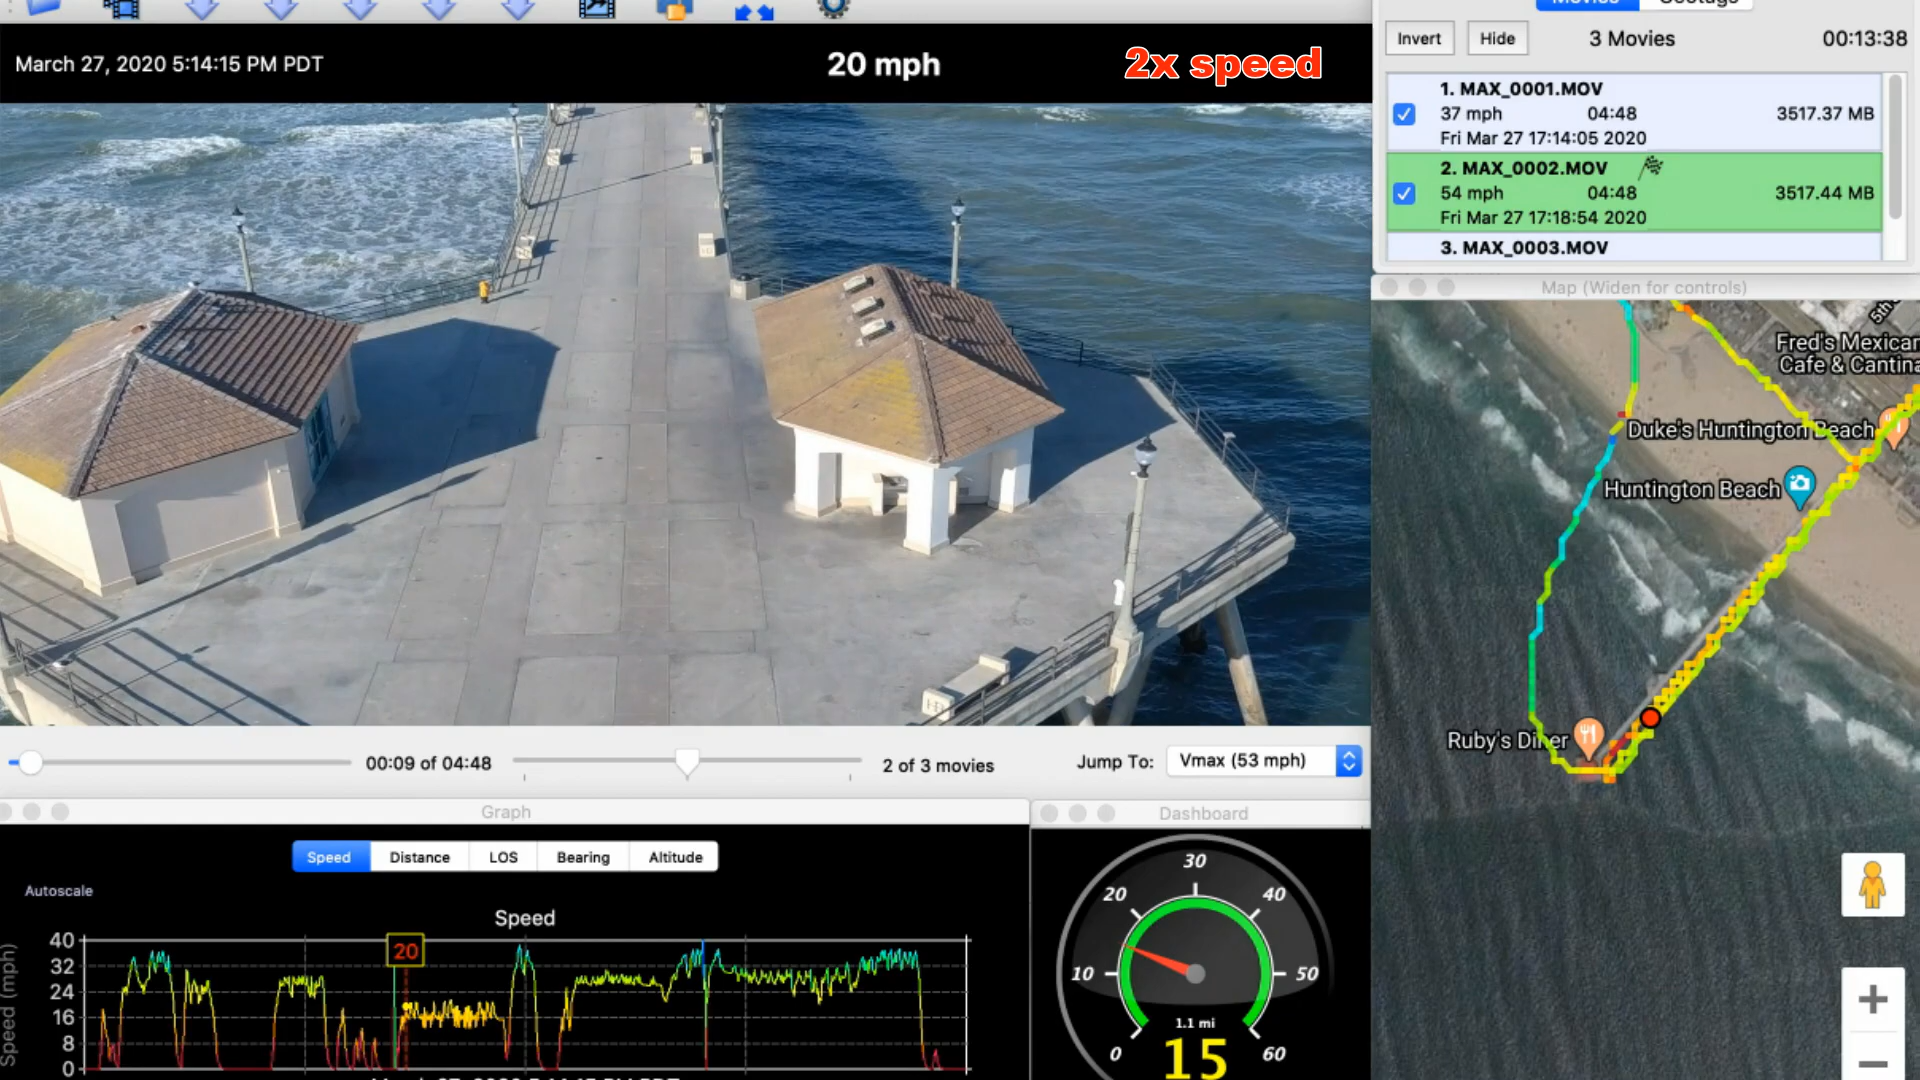 March 27, 2020 5:14:15 PM PDT
20 mph
2x speed
Invert
Hide
3 Movies
00:13:38
1. MAX_0001.MOV
37 mph
04:48
3517.37 MB
Fri Mar 27 17:14:05 2020
2. MAX_0002.MOV
54 mph
04:48
3517.44 MB
Fri Mar 27 17:18:54 2020
3. MAX_0003.MOV
Map (Widen for controls)
5th
Fred's Mexican
Cafe & Cantina
Duke's Huntington Beach
Huntington Beach
Ruby's Diner
00:09 of 04:48
2 of 3 movies
Jump To:
Vmax (53 mph)
Graph
Speed
Distance
LOS
Bearing
Altitude
Autoscale
Speed
Speed (mph)
40
32
24
16
8
0
20
Dashboard
0
10
20
30
40
50
60
1.1 mi
15
+
−